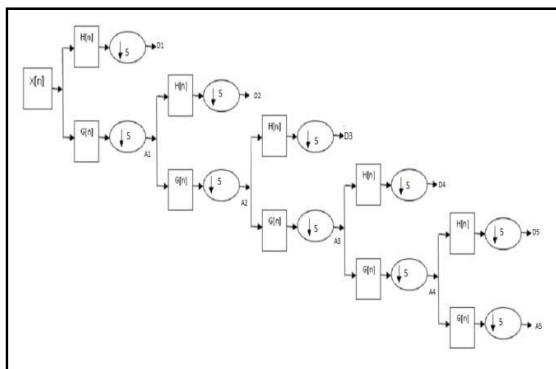 H[n] ↓ 5 D1
X[n]
H[n] ↓ 5 D2
G[n] ↓ 5 A1
H[n] ↓ 5 D3
G[n] ↓ 5 A2
H[n] ↓ 5 D4
G[n] ↓ 5 A3
H[n] ↓ 5 D5
G[n] ↓ 5 A4
G[n] ↓ 5 A5